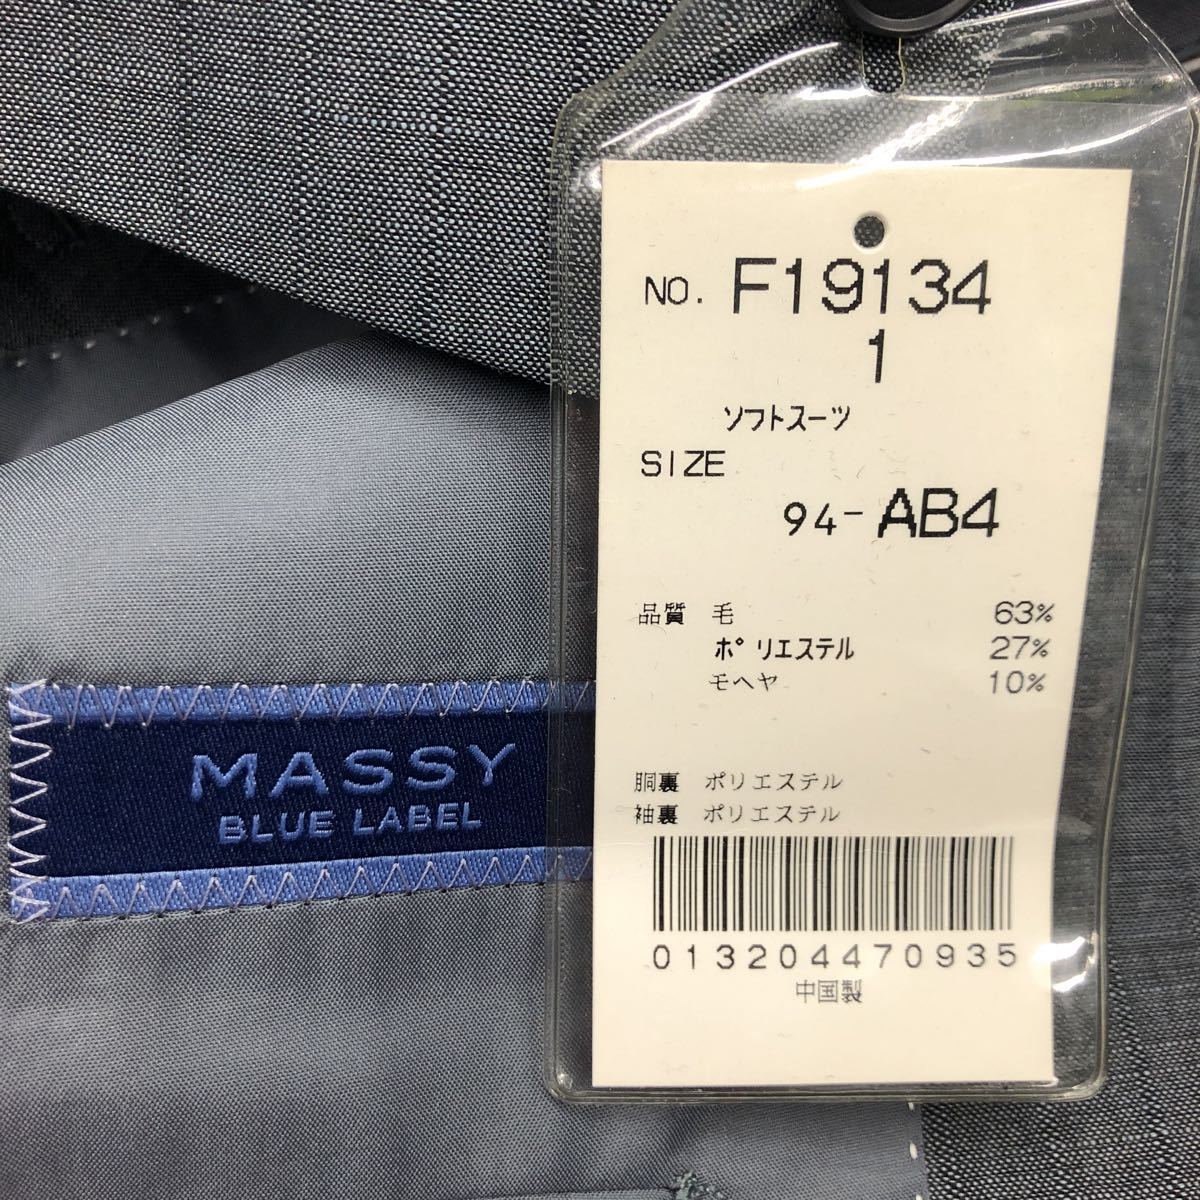 NO. F19134
1
ソフトスーツ
SIZE
94-AB4
品質 毛 63%
ポリエステル 27%
モヘヤ 10%
胴裏 ポリエステル
袖裏 ポリエステル
0132044470935
中国製
MASSY
BLUE LABEL